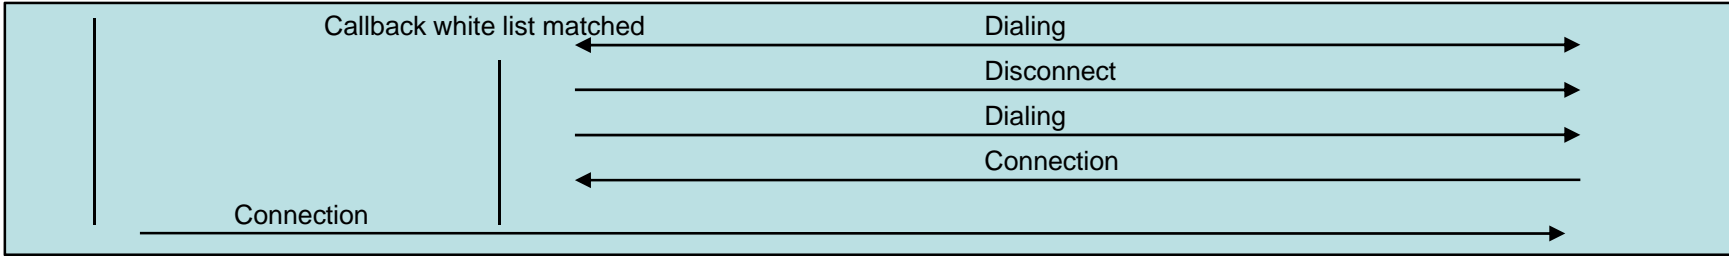 Callback white list matched
Dialing
Disconnect
Dialing
Connection
Connection